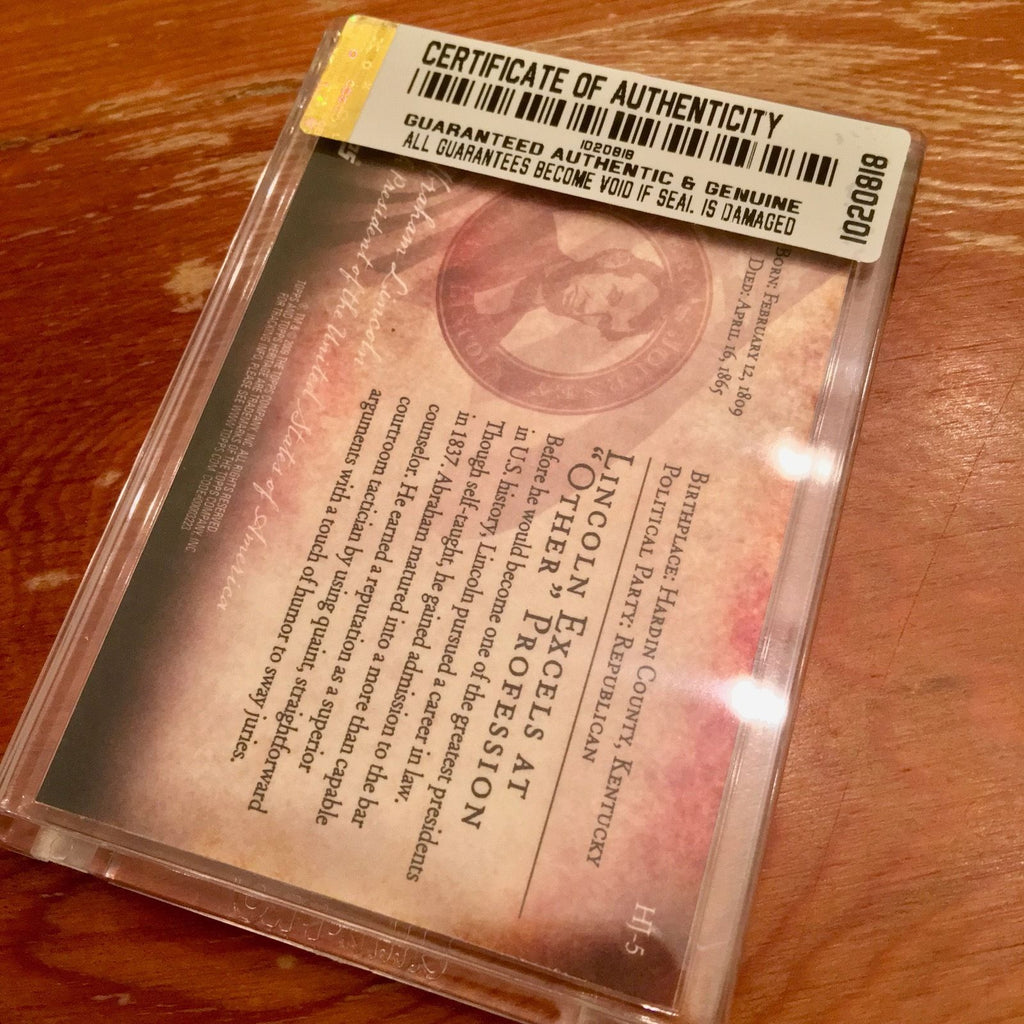 CERTIFICATE OF AUTHENTICITY
1020818
GUARANTEED AUTHENTIC & GENUINE
ALL GUARANTEES BECOME VOID IF SEAL IS DAMAGED
8180201
BORN: FEBRUARY 12, 1809
DIED: APRIL 16, 1865
BIRTHPLACE: HARDIN COUNTY, KENTUCKY
POLITICAL PARTY: REPUBLICAN
LINCOLN EXCELS AT
"OTHER" PROFESSION
Before he would become one of the greatest presidents
in U.S. history, Lincoln pursued a career in law.
Though self-taught, he gained admission to the bar
in 1837. Abraham matured into a more than capable
counselor. He earned a reputation as a superior
courtroom tactician by using quaint, straightforward
arguments with a touch of humor to sway juries.
Abraham Lincoln
President of the United States of America
HJ-5